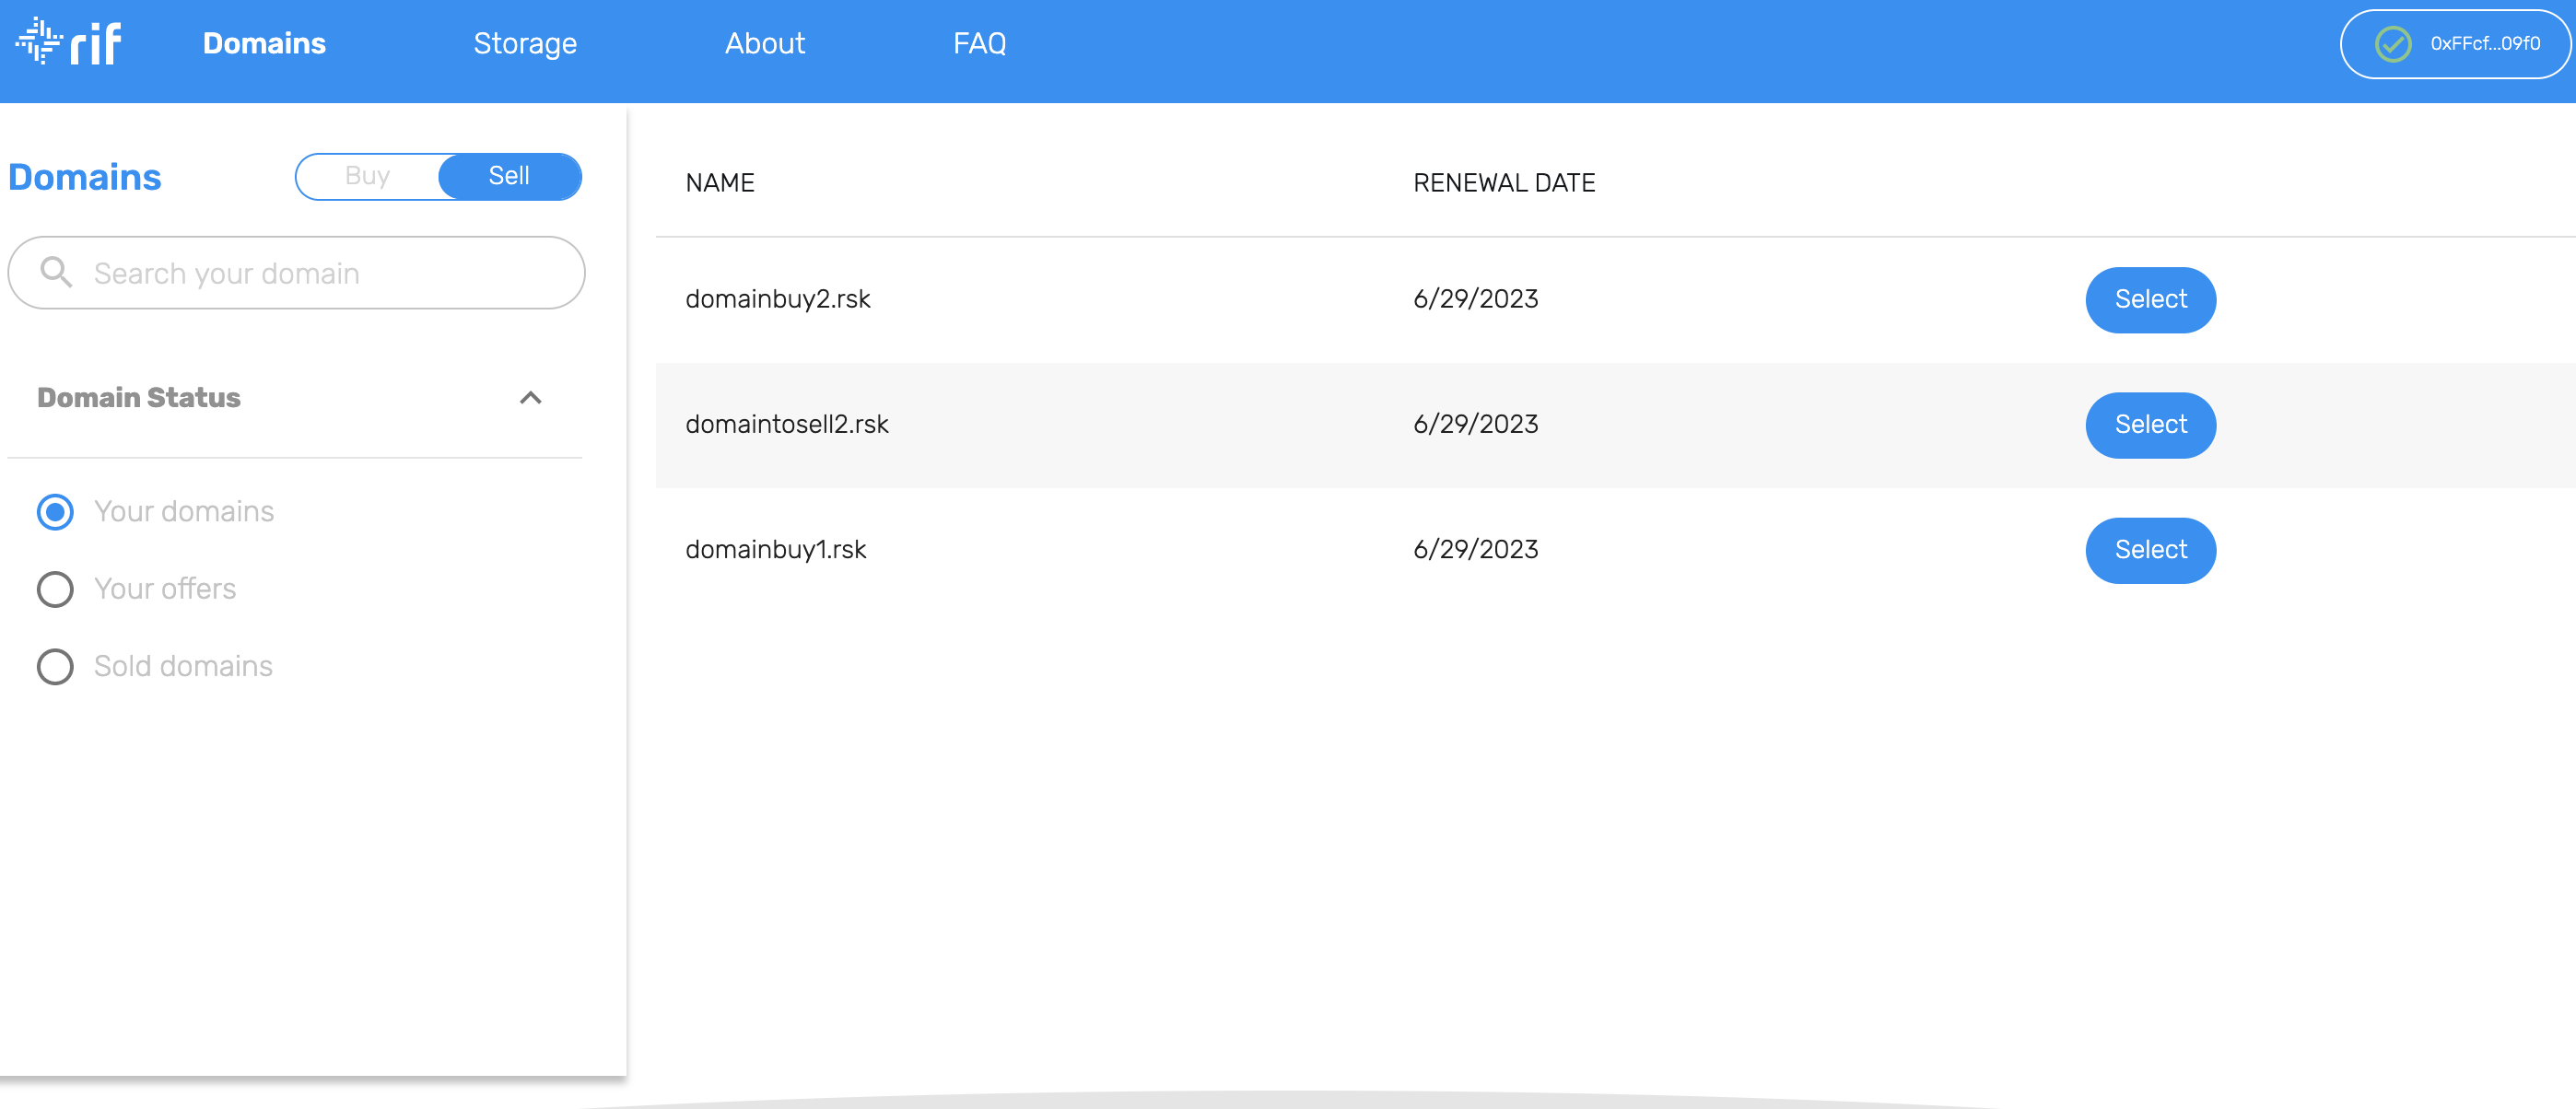 rif
Domains
Storage
About
FAQ
0xFFcf...09f0
Domains
Buy
Sell
Search your domain
Domain Status
Your domains
Your offers
Sold domains
NAME
RENEWAL DATE
domainbuy2.rsk
6/29/2023
Select
domaintosell2.rsk
6/29/2023
Select
domainbuy1.rsk
6/29/2023
Select